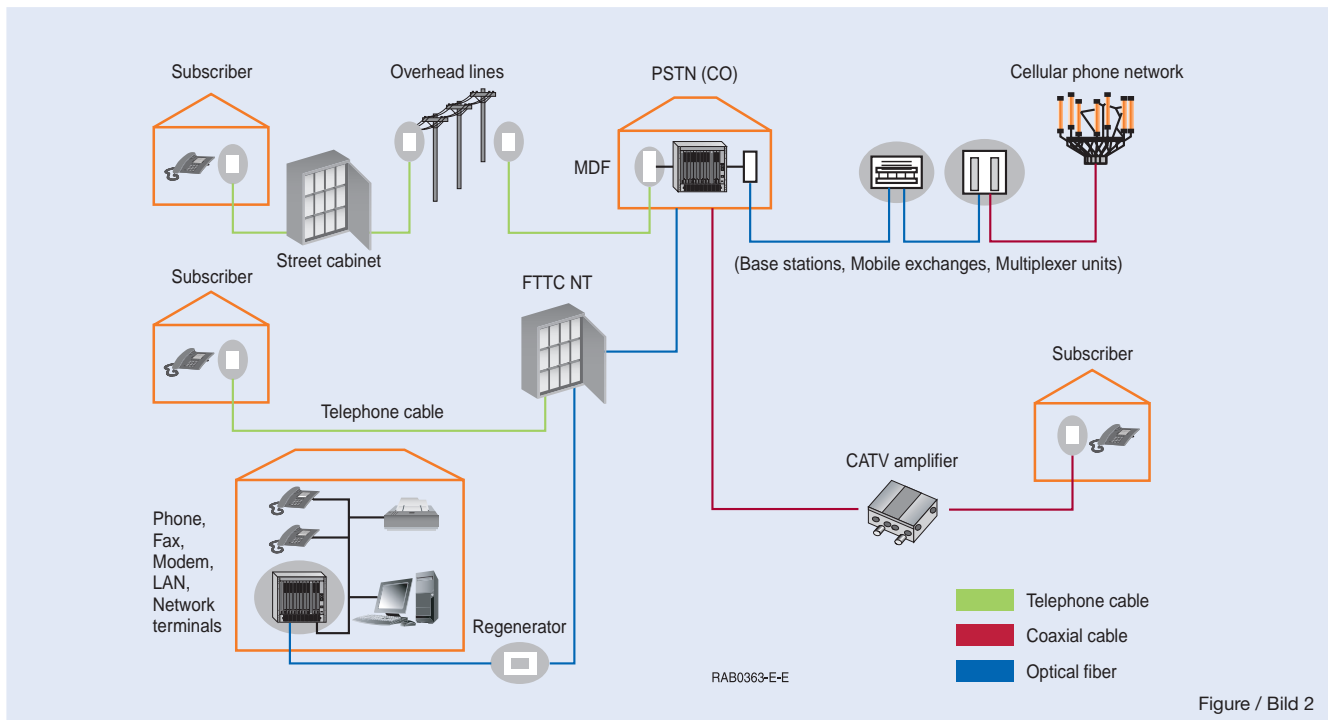 Subscriber
Overhead lines
PSTN (CO)
Cellular phone network
MDF
Street cabinet
(Base stations, Mobile exchanges, Multiplexer units)
Subscriber
FTTC NT
Subscriber
Telephone cable
CATV amplifier
Phone,
Fax,
Modem,
LAN,
Network
terminals
Regenerator
Telephone cable
Coaxial cable
Optical fiber
RAB0363-E-E
Figure / Bild 2